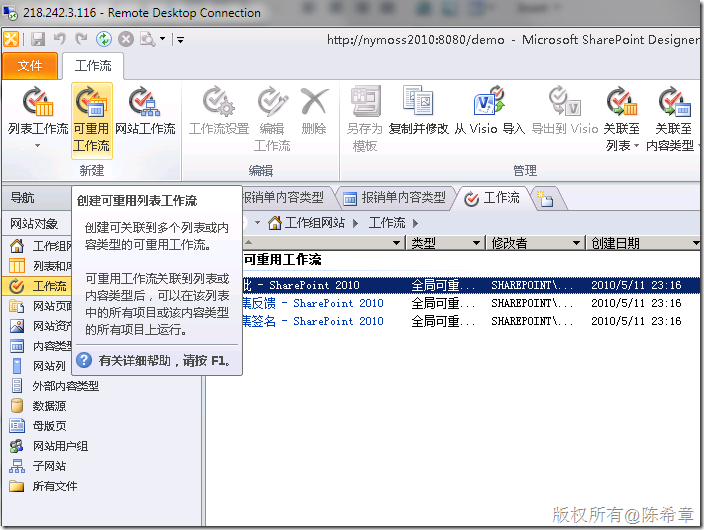 218.242.3.116 - Remote Desktop Connection
http://nymoss2010:8080/demo - Microsoft SharePoint Designer
文件
工作流
列表工作流
可重用
工作流
网站工作流
工作流设置
编辑
工作流
删除
另存为
模板
复制并修改
从 Visio 导入
导出到 Visio
关联至
列表
关联至
内容类型
新建
编辑
管理
导航
报销单内容类型
报销单内容类型
工作流
网站对象
工作组网站
工作流
创建可重用列表工作流
创建可关联到多个列表或内
容类型的可重用工作流。
可重用工作流关联到列表或
内容类型后，可以在该列表
中的所有项目或该内容类型
的所有项目上运行。
有关详细帮助，请按 F1。
类型
修改者
创建日期
可重用工作流
- SharePoint 2010
全局可重...
SHAREPOINT\...
2010/5/11 23:16
反馈 - SharePoint 2010
全局可重...
SHAREPOINT\...
2010/5/11 23:16
签名 - SharePoint 2010
全局可重...
SHAREPOINT\...
2010/5/11 23:16
工作组
列表和
工作流
网站页
网站资
内容类
网站列
外部内容类型
数据源
母版页
网站用户组
子网站
所有文件
版权所有@陈希章